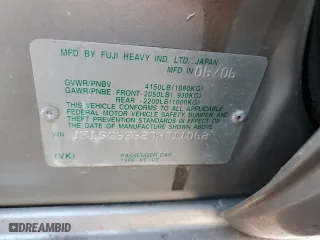 MFD BY FUJI HEAVY IND. LTD. JAPAN
MFD IN 06/06
GVWR/PNBV 4150LB(1880KG)
GAWR/PNBE: FRONT-2050LB( 930KG)
REAR -2200LB(1000KG)
THIS VEHICLE CONFORMS TO ALL APPLICABLE
FEDERAL MOTOR VEHICLE SAFETY BUMPER, AND
THEFT PREVENTION STANDARDS IN EFFECT ON
THE DATE OF MANUFACTURE SHOWN ABOVE.
VIN
(VK) PASSENGER CAR
COPART